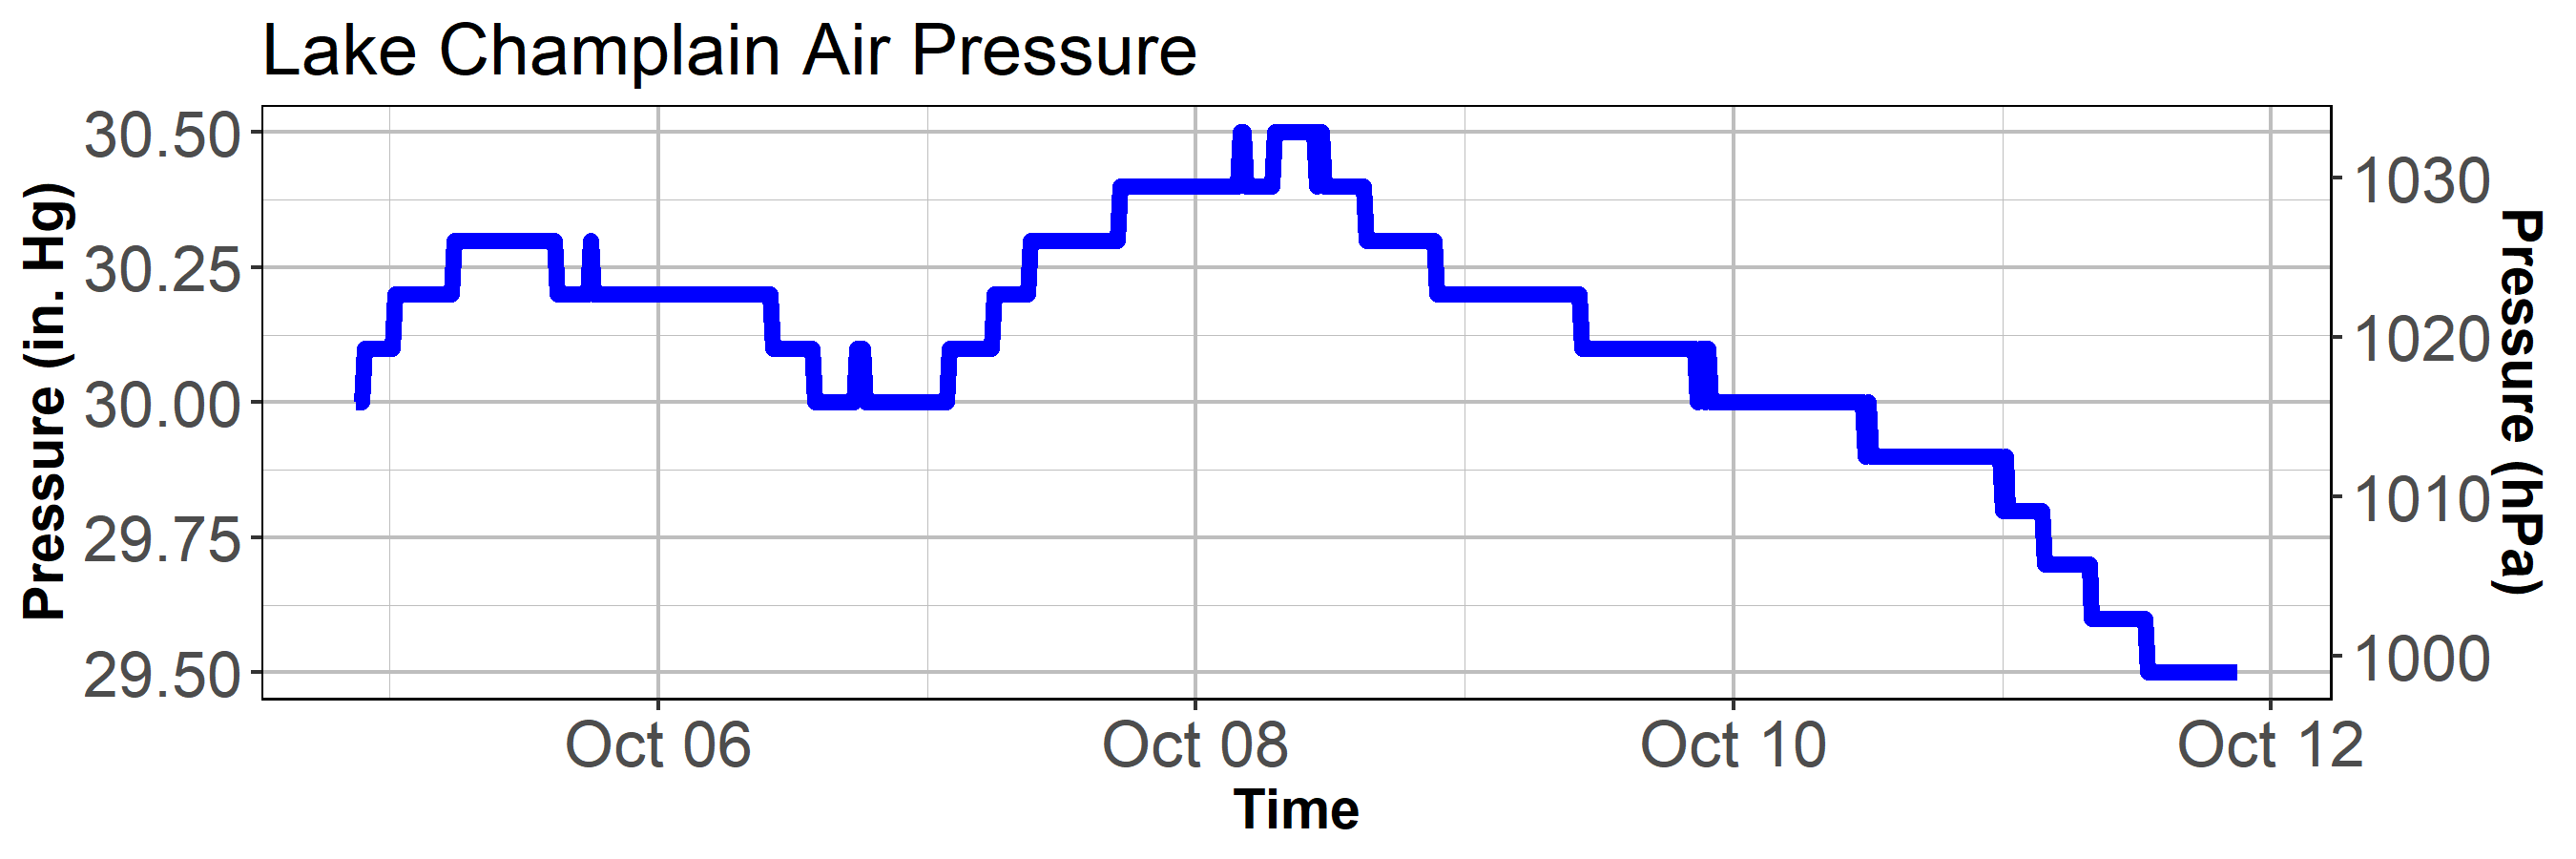 Lake Champlain Air Pressure
Pressure (in. Hg)
30.50
30.25
30.00
29.75
29.50
1030
1020
1010
1000
Pressure (hPa)
Oct 06 Oct 08 Oct 10 Oct 12
Time